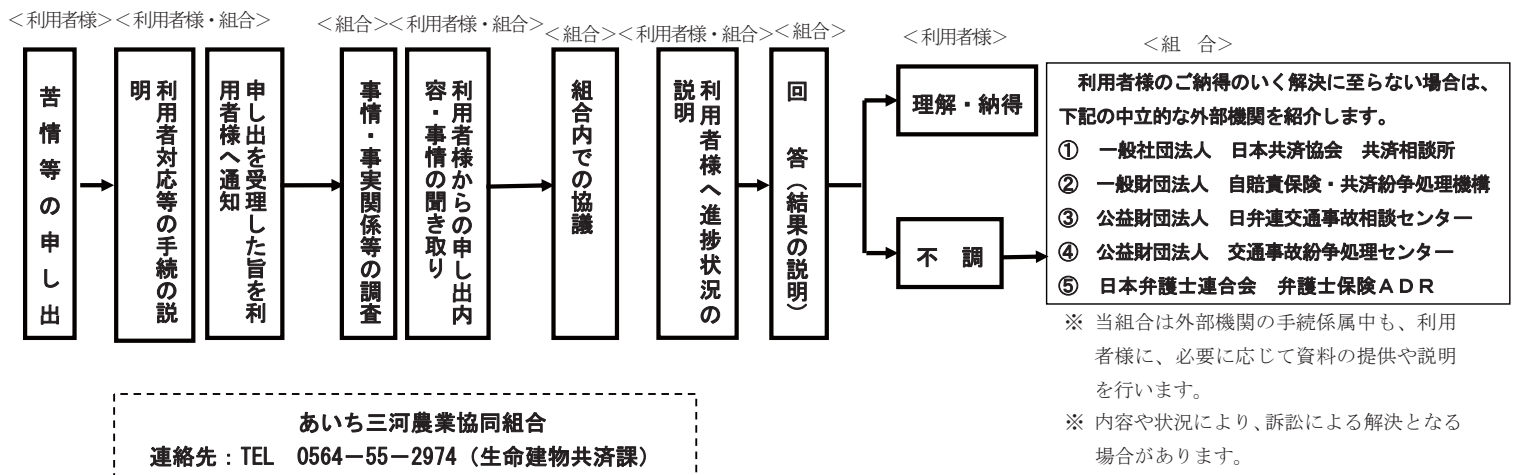 ＜利用者様＞
＜利用者様・組合＞
＜組合＞
＜利用者様・組合＞
＜組合＞
＜利用者様・組合＞
＜組合＞
＜利用者様＞
＜組　合＞
苦情等の申し出
利用者対応等の手続の説
明
申し出を受理した旨を利
用者様へ通知
事情・事実関係等の調査
利用者様からの申し出内
容・事情の聞き取り
組合内での協議
利用者様へ進捗状況の
説明
回　答（結果の説明）
理解・納得
不　調
利用者様のご納得のいく解決に至らない場合は、
下記の中立的な外部機関を紹介します。
①　一般社団法人　日本共済協会　共済相談所
②　一般財団法人　自賠責保険・共済紛争処理機構
③　公益財団法人　日弁連交通事故相談センター
④　公益財団法人　交通事故紛争処理センター
⑤　日本弁護士連合会　弁護士保険ＡＤＲ
※ 当組合は外部機関の手続係属中も、利用
者様に、必要に応じて資料の提供や説明
を行います。
※ 内容や状況により、訴訟による解決となる
場合があります。
あいち三河農業協同組合
連絡先：TEL　0564－55－2974（生命建物共済課）